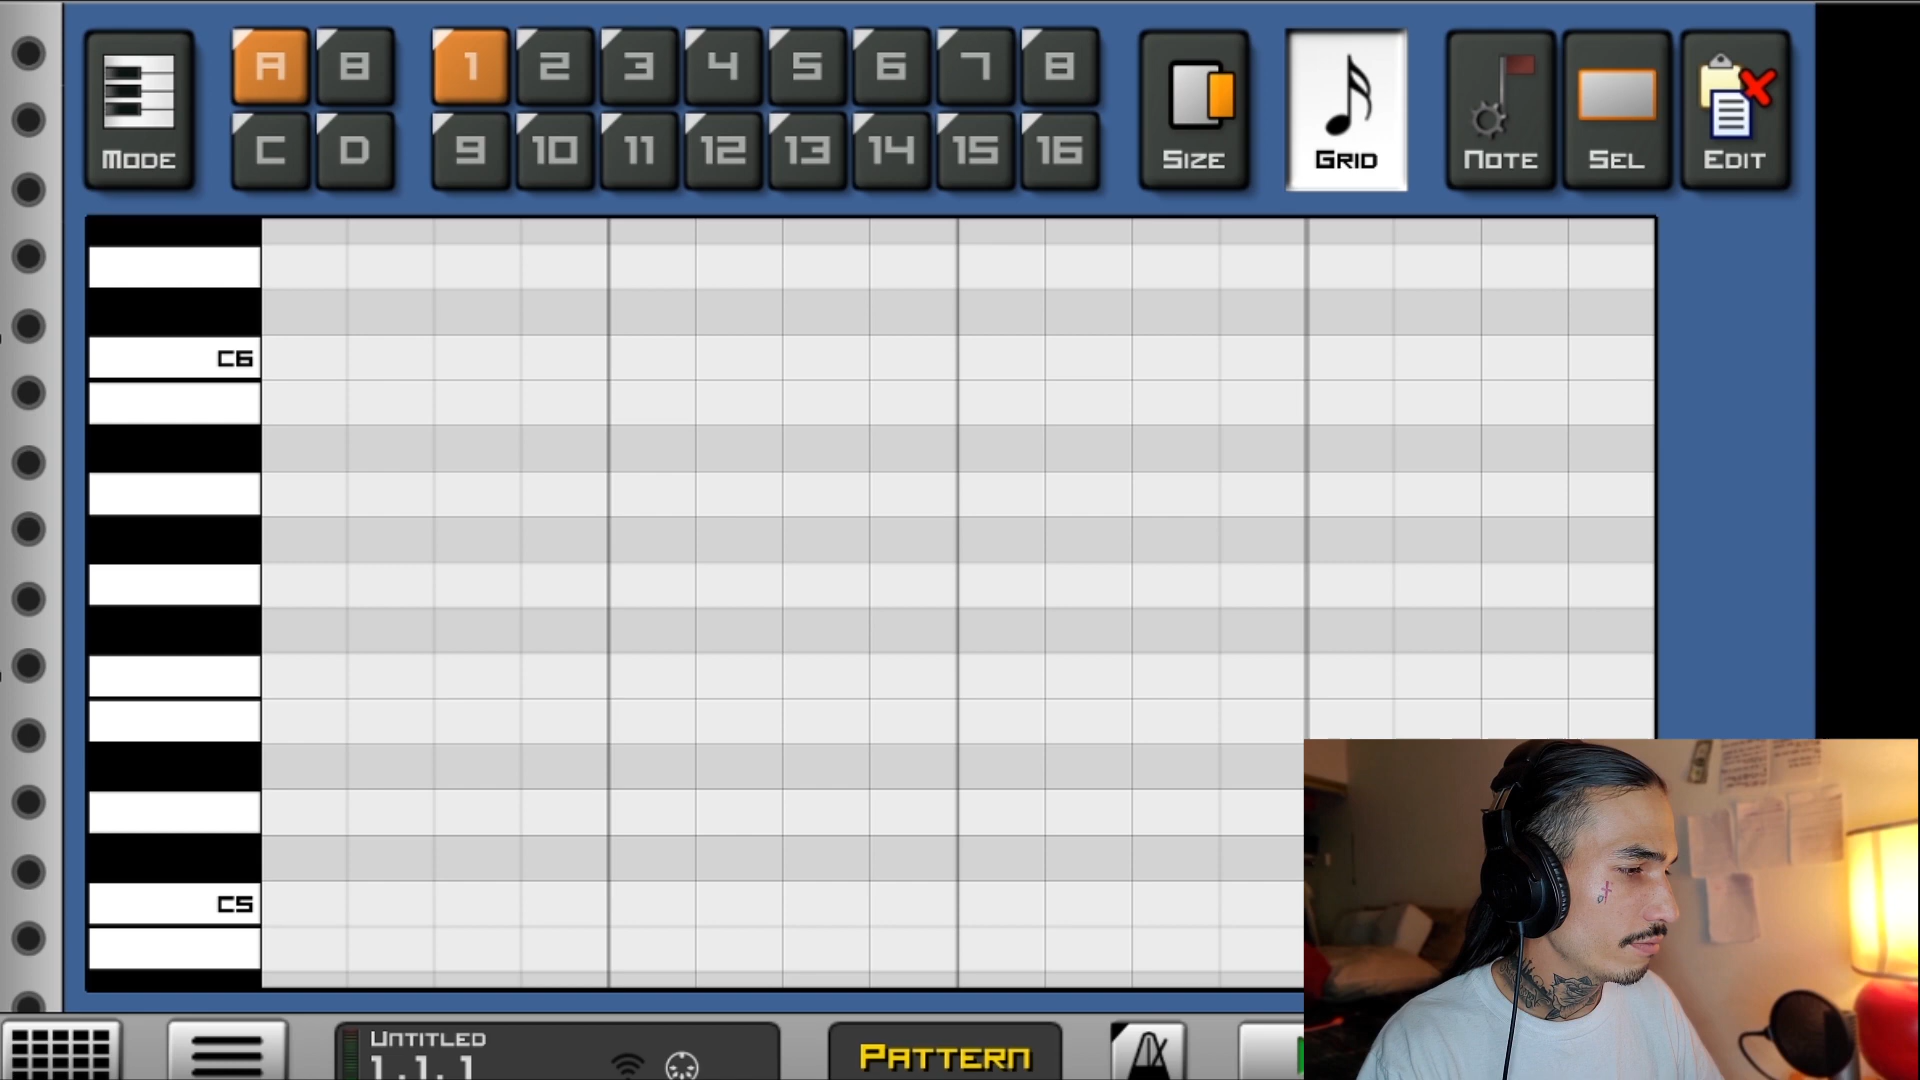 MODE
A B
1 2 3 4 5 6 7 8
C D
9 10 11 12 13 14 15 16
SIZE
GRID
NOTE
SEL
EDIT
C6
C5
UNTITLED
1.1.1
PATTERN